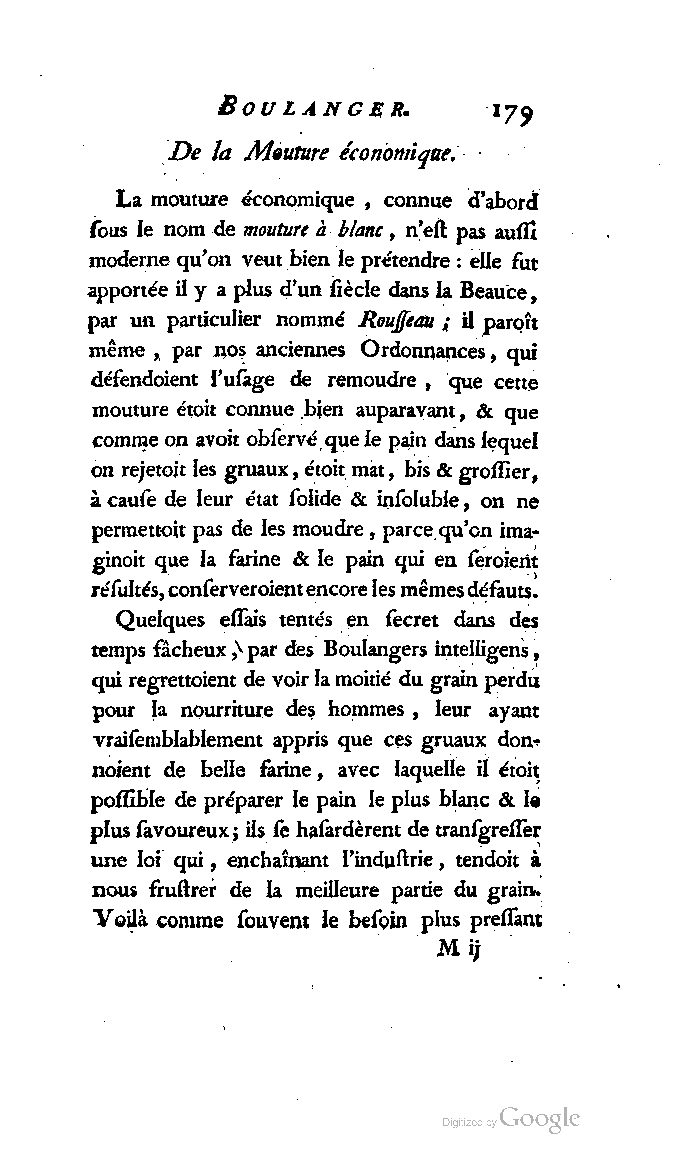 BOULANGER. 179
De la Mouture économique.
La mouture économique , connue d'abord
ſous le nom de mouture à blanc, n'eſt pas auſſi
moderne qu'on veut bien le prétendre : elle fut
apportée il y a plus d'un ſiècle dans la Beauce,
par un particulier nommé Rouſſeau ; il paroît
même , par nos anciennes Ordonnances, qui
défendoient l'uſage de remoudre , que cette
mouture étoit connue bien auparavant, & que
comme on avoit obſervé que le pain dans lequel
on rejetoit les gruaux, étoit mat, bis & groſſier,
à cauſe de leur état ſolide & inſoluble, on ne
permettoit pas de les moudre, parce qu'on ima-
ginoit que la farine & le pain qui en ſeroient
réſultés, conſerveroient encore les mêmes défauts.
Quelques eſſais tentés en ſecret dans des
temps fâcheux, par des Boulangers intelligens,
qui regrettoient de voir la moitié du grain perdu
pour la nourriture des hommes , leur ayant
vraiſemblablement appris que ces gruaux don-
noient de belle farine, avec laquelle il étoit
poſſible de préparer le pain le plus blanc & le
plus ſavoureux; ils ſe haſardèrent de tranſgreſſer
une loi qui, enchaînant l'induſtrie, tendoit à
nous fruſtrer de la meilleure partie du grain.
Voilà comme ſouvent le beſoin plus preſſant
M ij
Digitized by Google